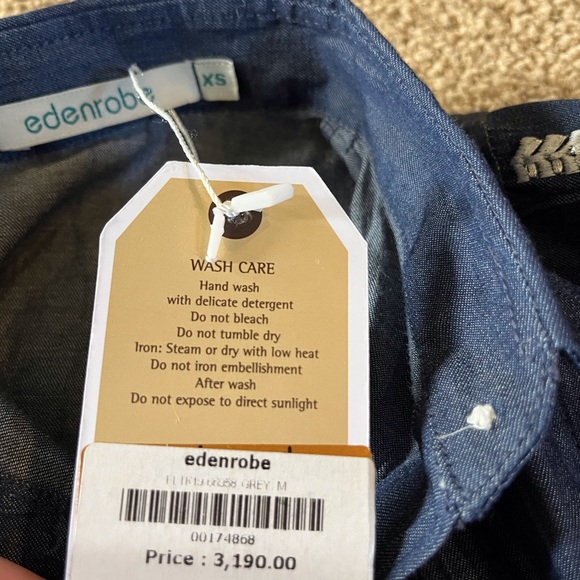 edenrobe
XS
WASH CARE
Hand wash
with delicate detergent
Do not bleach
Do not tumble dry
Iron: Steam or dry with low heat
Do not iron embellishment
After wash
Do not expose to direct sunlight
edenrobe
GREY M
00174868
Price : 3,190.00